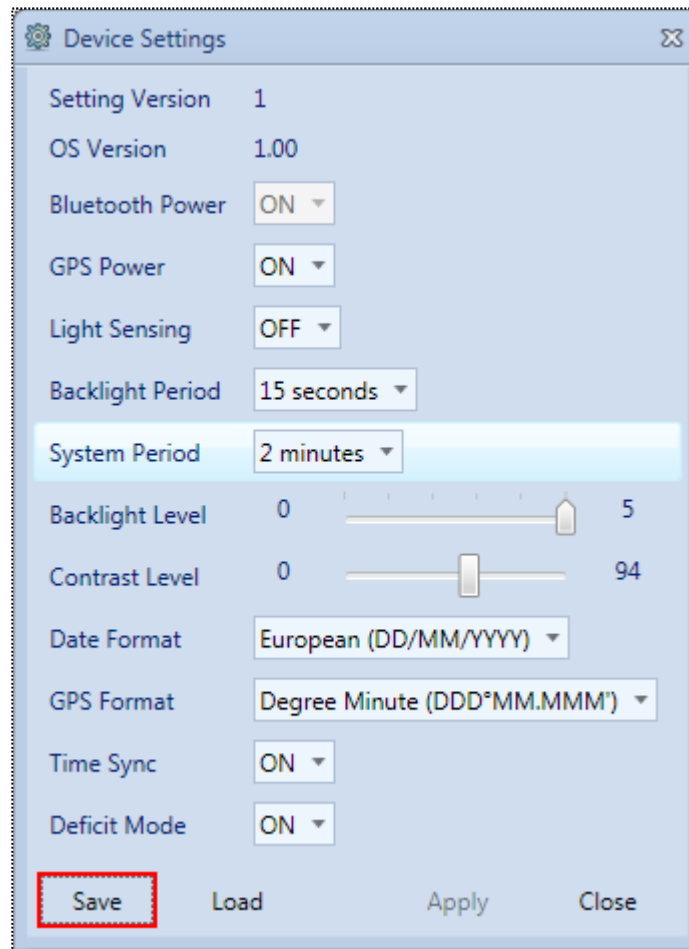 Device Settings
Setting Version 1
OS Version 1.00
Bluetooth Power ON
GPS Power ON
Light Sensing OFF
Backlight Period 15 seconds
System Period 2 minutes
Backlight Level 0 5
Contrast Level 0 94
Date Format European (DD/MM/YYYY)
GPS Format Degree Minute (DDD°MM.MMM')
Time Sync ON
Deficit Mode ON
Save Load Apply Close